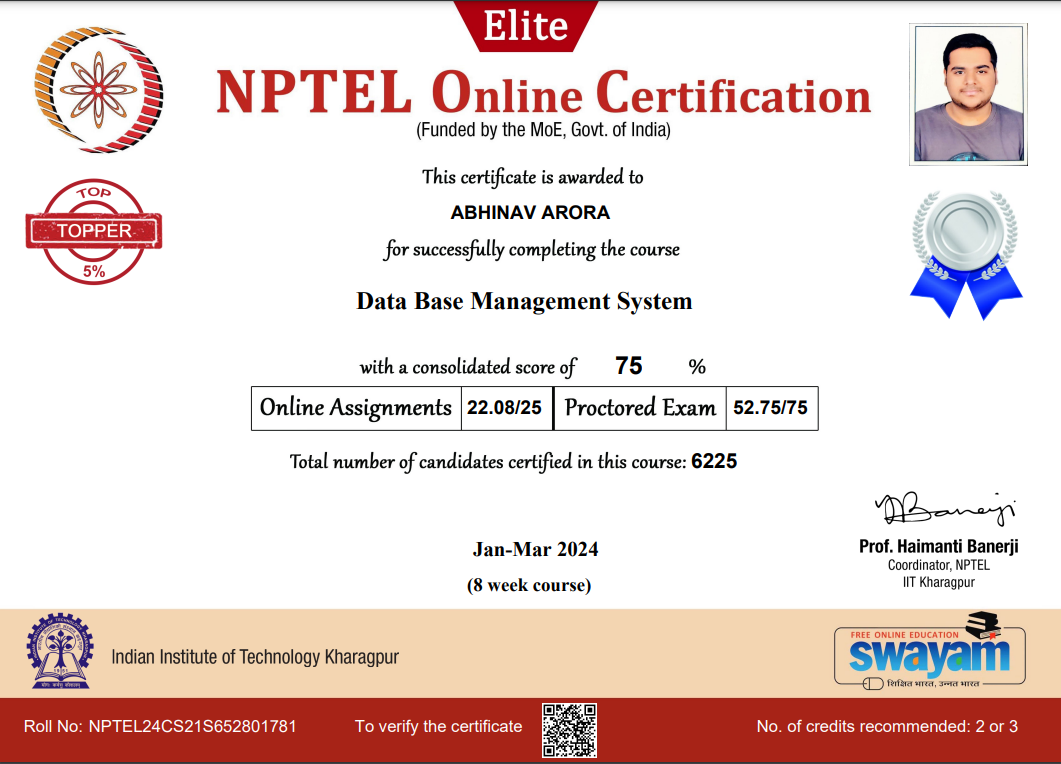 Elite
NPTEL Online Certification
(Funded by the MoE, Govt. of India)
This certificate is awarded to
ABHINAV ARORA
for successfully completing the course
TOP
TOPPER
5%
Data Base Management System
with a consolidated score of 75 %
Online Assignments 22.08/25 Proctored Exam 52.75/75
Total number of candidates certified in this course: 6225
Jan-Mar 2024
(8 week course)
Prof. Haimanti Banerji
Coordinator, NPTEL
IIT Kharagpur
Indian Institute of Technology Kharagpur
FREE ONLINE EDUCATION
swayam
शिक्षित भारत, उन्नत भारत
Roll No: NPTEL24CS21S652801781 To verify the certificate No. of credits recommended: 2 or 3